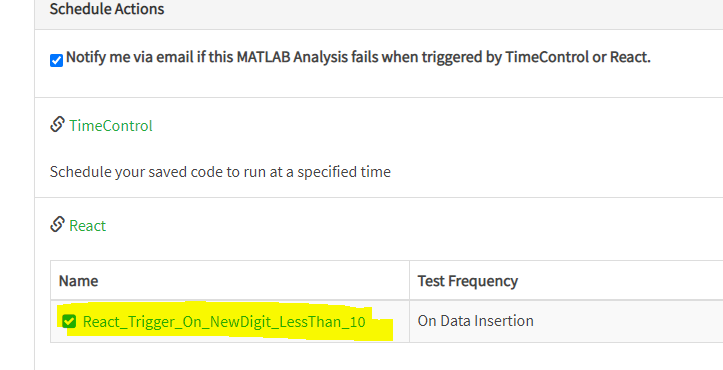 Schedule Actions
Notify me via email if this MATLAB Analysis fails when triggered by TimeControl or React.
TimeControl
Schedule your saved code to run at a specified time
React
Name Test Frequency
React_Trigger_On_NewDigit_LessThan_10 On Data Insertion